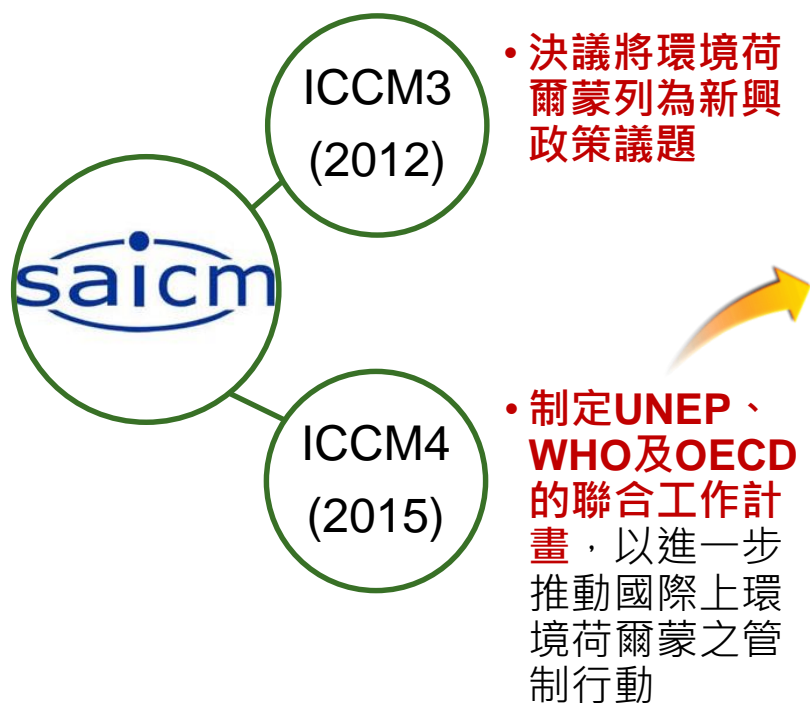 ICCM3
(2012)
• 決議將環境荷
爾蒙列為新興
政策議題
saicm
ICCM4
(2015)
• 制定UNEP、
WHO及OECD
的聯合工作計
畫，以進一步
推動國際上環
境荷爾蒙之管
制行動